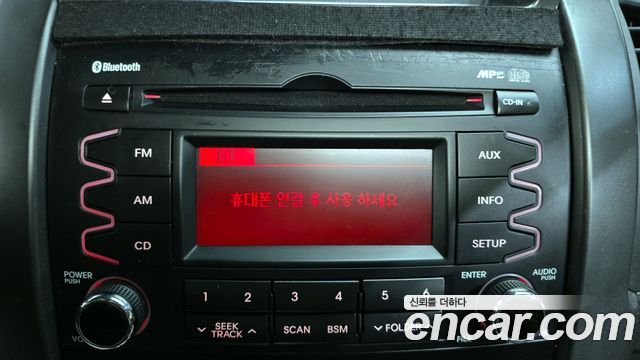 Bluetooth
MP3
CD-IN
FM
BT
AUX
AM
휴대폰 연결 후 사용 하세요
INFO
CD
SETUP
POWER
PUSH
ENTER
AUDIO
PUSH
1 2 3 4 5 6
SEEK
TRACK
SCAN
BSM
FOLDER
신뢰를 더하다
encar.com